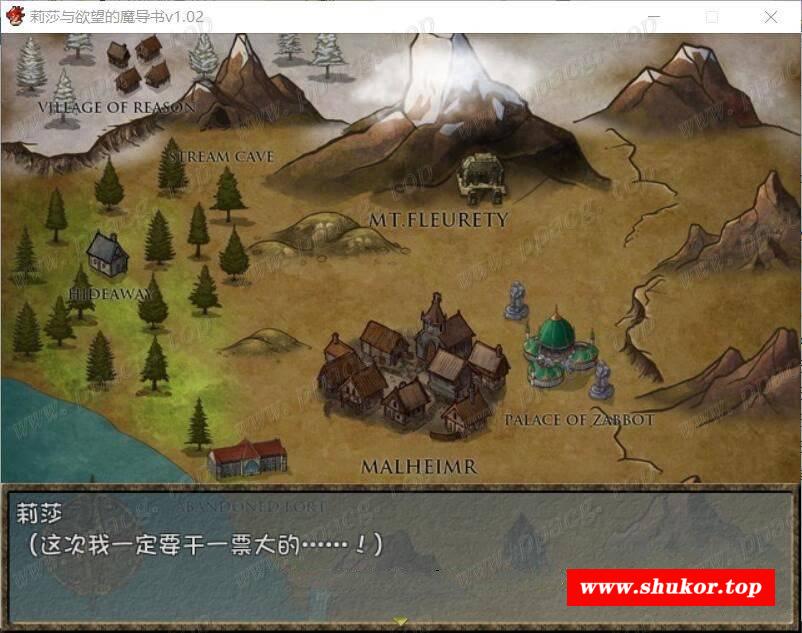 莉莎与欲望的魔导书v1.02
VILLAGE OF REASON
STREAM CAVE
MT.FLEURETY
HIDEAWAY
PALACE OF ZABBOT
MALHEIMR
ABANDONED FORT
莉莎
（这次我一定要干一票大的……！）
www.shukor.top